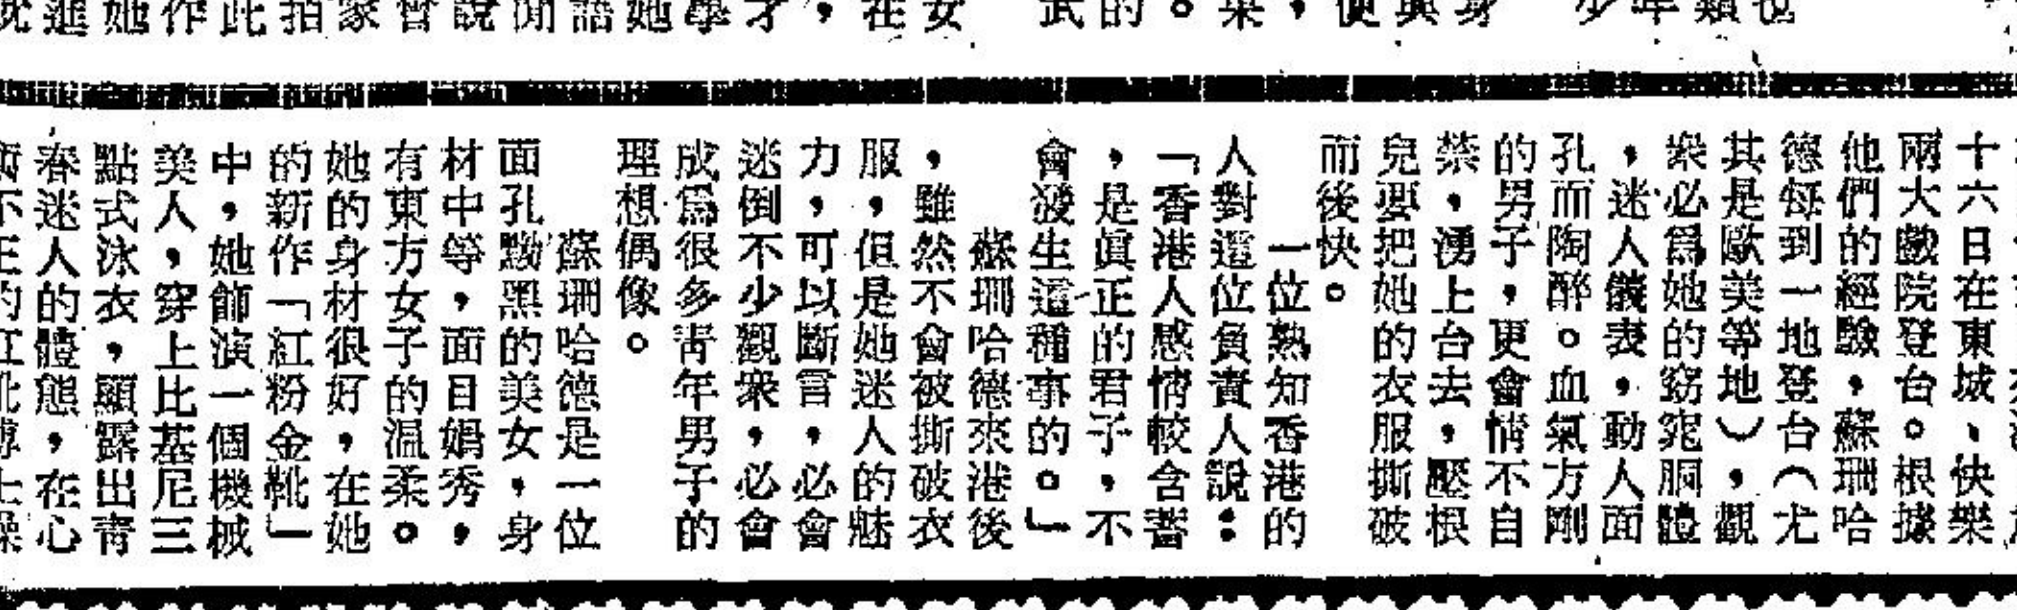 十六日在東城、快樂
兩大戲院登台。根據
他們的經驗，蘇珊哈
德每到一地登台（尤
其是歐美等地），觀
衆必爲她的窈窕胴體
，迷人儀表，動人面
孔而陶醉。血氣方剛
的男子，更會情不自
禁，湧上台去，壓根
兒要把她的衣服撕破
而後快。
一位熟知香港的
人對這位負責人說：
「香港人感情較含蓄
，是眞正的君子，不
會發生這種事的。」
蘇珊哈德來港後
，雖然不會被撕破衣
服，但是她迷人的魅
力，可以斷言，必會
迷倒不少觀衆，必會
成爲很多靑年男子的
理想偶像。
蘇珊哈德是一位
面孔黝黑的美女，身
材中等，面目娟秀，
有東方女子的温柔。
她的身材很好，在她
的新作「紅粉金靴」
中，她飾演一個機械
美人，穿上比基尼三
點式泳衣，顯露出靑
春迷人的體態，在心